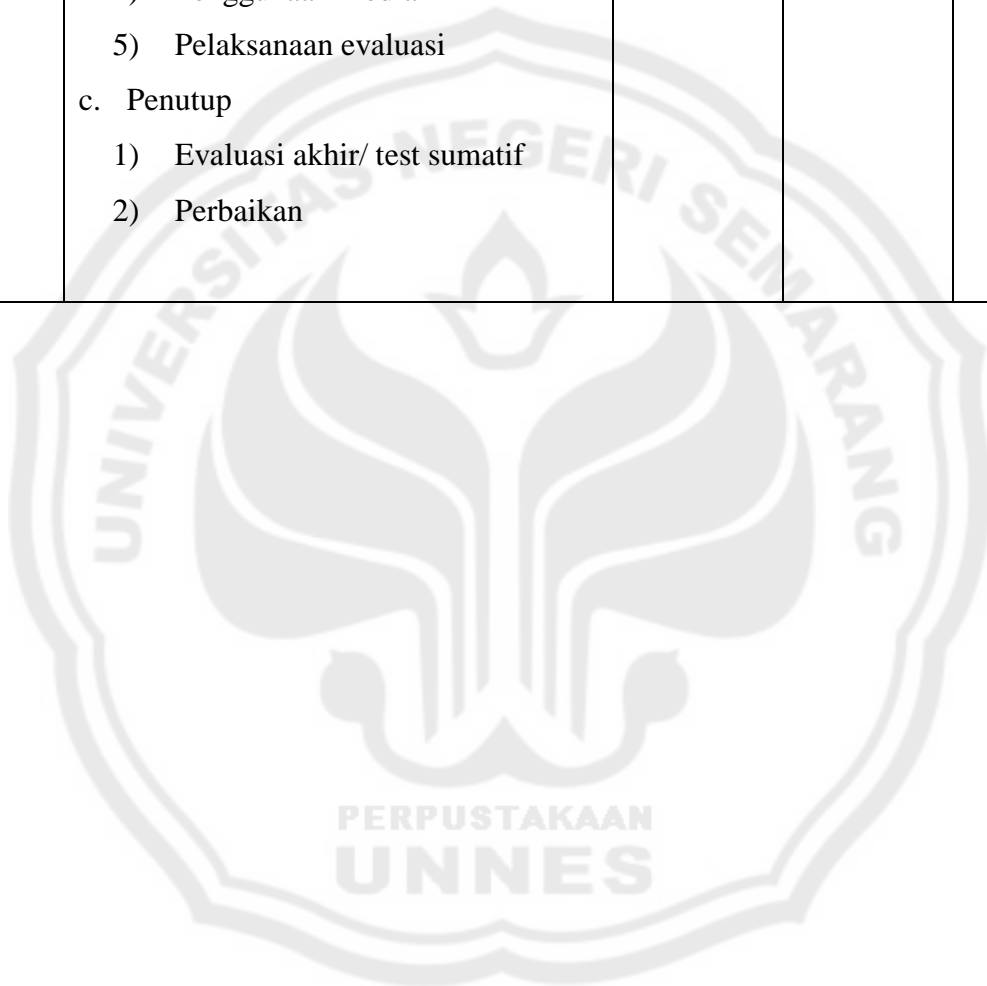 5) Pelaksanaan evaluasi
c. Penutup
1) Evaluasi akhir/ test sumatif
2) Perbaikan
UNIVERSITAS NEGERI SEMARANG
PERPUSTAKAAN
UNNES